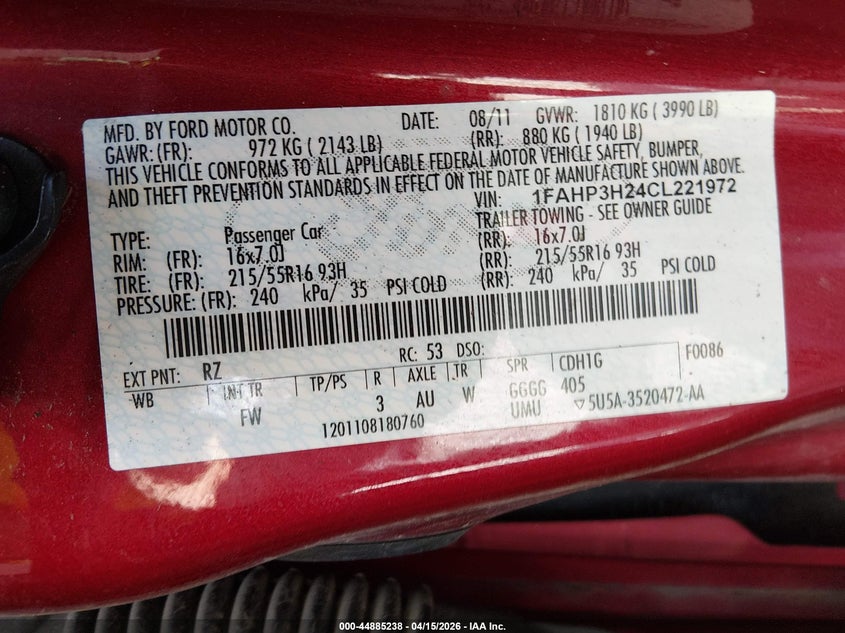 MFD. BY FORD MOTOR CO. DATE: 08/11 GVWR: 1810 KG ( 3990 LB)
GAWR: (FR): 972 KG ( 2143 LB) (RR): 880 KG ( 1940 LB)
THIS VEHICLE CONFORMS TO ALL APPLICABLE FEDERAL MOTOR VEHICLE SAFETY, BUMPER,
AND THEFT PREVENTION STANDARDS IN EFFECT ON THE DATE OF MANUFACTURE SHOWN ABOVE.
VIN: 1FAHP3H24CL221972
TYPE: Passenger Car TRAILER TOWING - SEE OWNER GUIDE
RIM: (FR): 16x7.0J (RR): 16x7.0J
TIRE: (FR): 215/55R16 93H (RR): 215/55R16 93H
PRESSURE: (FR): 240 kPa/ 35 PSI COLD (RR): 240 kPa/ 35 PSI COLD
EXT PNT: RZ RC: 53 DSO: F0086
WB INT TR TP/PS R AXLE TR SPR CDH1G
FW 3 AU W GGGG 405
UMU ▽5U5A-3520472-AA
1201108180760
000-44885238 - 04/15/2026 - IAA Inc.